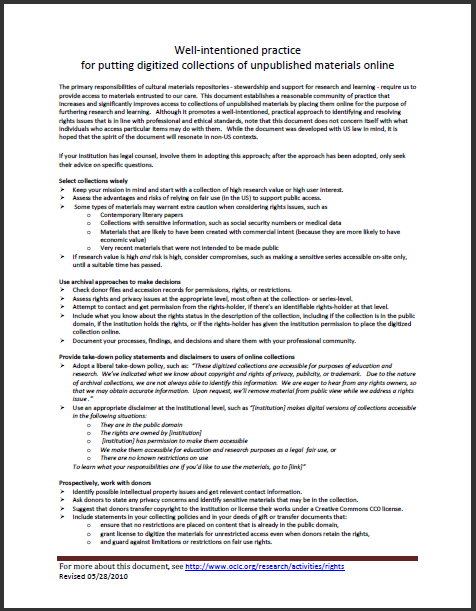 Well-intentioned practice
for putting digitized collections of unpublished materials online
The primary responsibilities of cultural materials repositories - stewardship and support for research and learning - require us to
provide access to materials entrusted to our care. This document establishes a reasonable community of practice that
increases and significantly improves access to collections of unpublished materials by placing them online for the purpose of
furthering research and learning. Although it promotes a well-intentioned, practical approach to identifying and resolving
rights issues that is in line with professional and ethical standards, note that this document does not concern itself with what
individuals who access particular items may do with them. While the document was developed with US law in mind, it is
hoped that the spirit of the document will resonate in non-US contexts.
If your institution has legal counsel, involve them in adopting this approach; after the approach has been adopted, only seek
their advice on specific questions.
Select collections wisely
➢ Keep your mission in mind and start with a collection of high research value or high user interest.
➢ Assess the advantages and risks of relying on fair use (in the US) to support public access.
➢ Some types of materials may warrant extra caution when considering rights issues, such as
o Contemporary literary papers
o Collections with sensitive information, such as social security numbers or medical data
o Materials that are likely to have been created with commercial intent (because they are more likely to have
economic value)
o Very recent materials that were not intended to be made public
➢ If research value is high and risk is high, consider compromises, such as making a sensitive series accessible on-site only,
until a suitable time has passed.
Use archival approaches to make decisions
➢ Check donor files and accession records for permissions, rights, or restrictions.
➢ Assess rights and privacy issues at the appropriate level, most often at the collection- or series-level.
➢ Attempt to contact and get permission from the rights-holder, if there's an identifiable rights-holder at that level.
➢ Include what you know about the rights status in the description of the collection, including if the collection is in the public
domain, if the institution holds the rights, or if the rights-holder has given the institution permission to place the digitized
collection online.
➢ Document your processes, findings, and decisions and share them with your professional community.
Provide take-down policy statements and disclaimers to users of online collections
➢ Adopt a liberal take-down policy, such as: "These digitized collections are accessible for purposes of education and
research. We've indicated what we know about copyright and rights of privacy, publicity, or trademark. Due to the nature
of archival collections, we are not always able to identify this information. We are eager to hear from any rights owners, so
that we may obtain accurate information. Upon request, we'll remove material from public view while we address a rights
issue."
➢ Use an appropriate disclaimer at the institutional level, such as "[Institution] makes digital versions of collections accessible
in the following situations:
o They are in the public domain
o The rights are owned by [institution]
o [institution] has permission to make them accessible
o We make them accessible for education and research purposes as a legal fair use, or
o There are no known restrictions on use
To learn what your responsibilities are if you'd like to use the materials, go to [link]"
Prospectively, work with donors
➢ Identify possible intellectual property issues and get relevant contact information.
➢ Ask donors to state any privacy concerns and identify sensitive materials that may be in the collection.
➢ Suggest that donors transfer copyright to the institution or license their works under a Creative Commons CC0 license.
➢ Include statements in your collecting policies and in your deeds of gift or transfer documents that:
o ensure that no restrictions are placed on content that is already in the public domain,
o grant license to digitize the materials for unrestricted access even when donors retain the rights,
o and guard against limitations or restrictions on fair use rights.
For more about this document, see http://www.oclc.org/research/activities/rights
Revised 05/28/2010